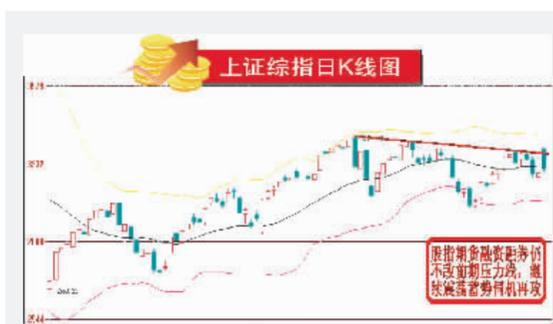 上证综指日K线图
股指期货融资融券仍
不改前期压力线，继
续震荡蓄势伺机再攻